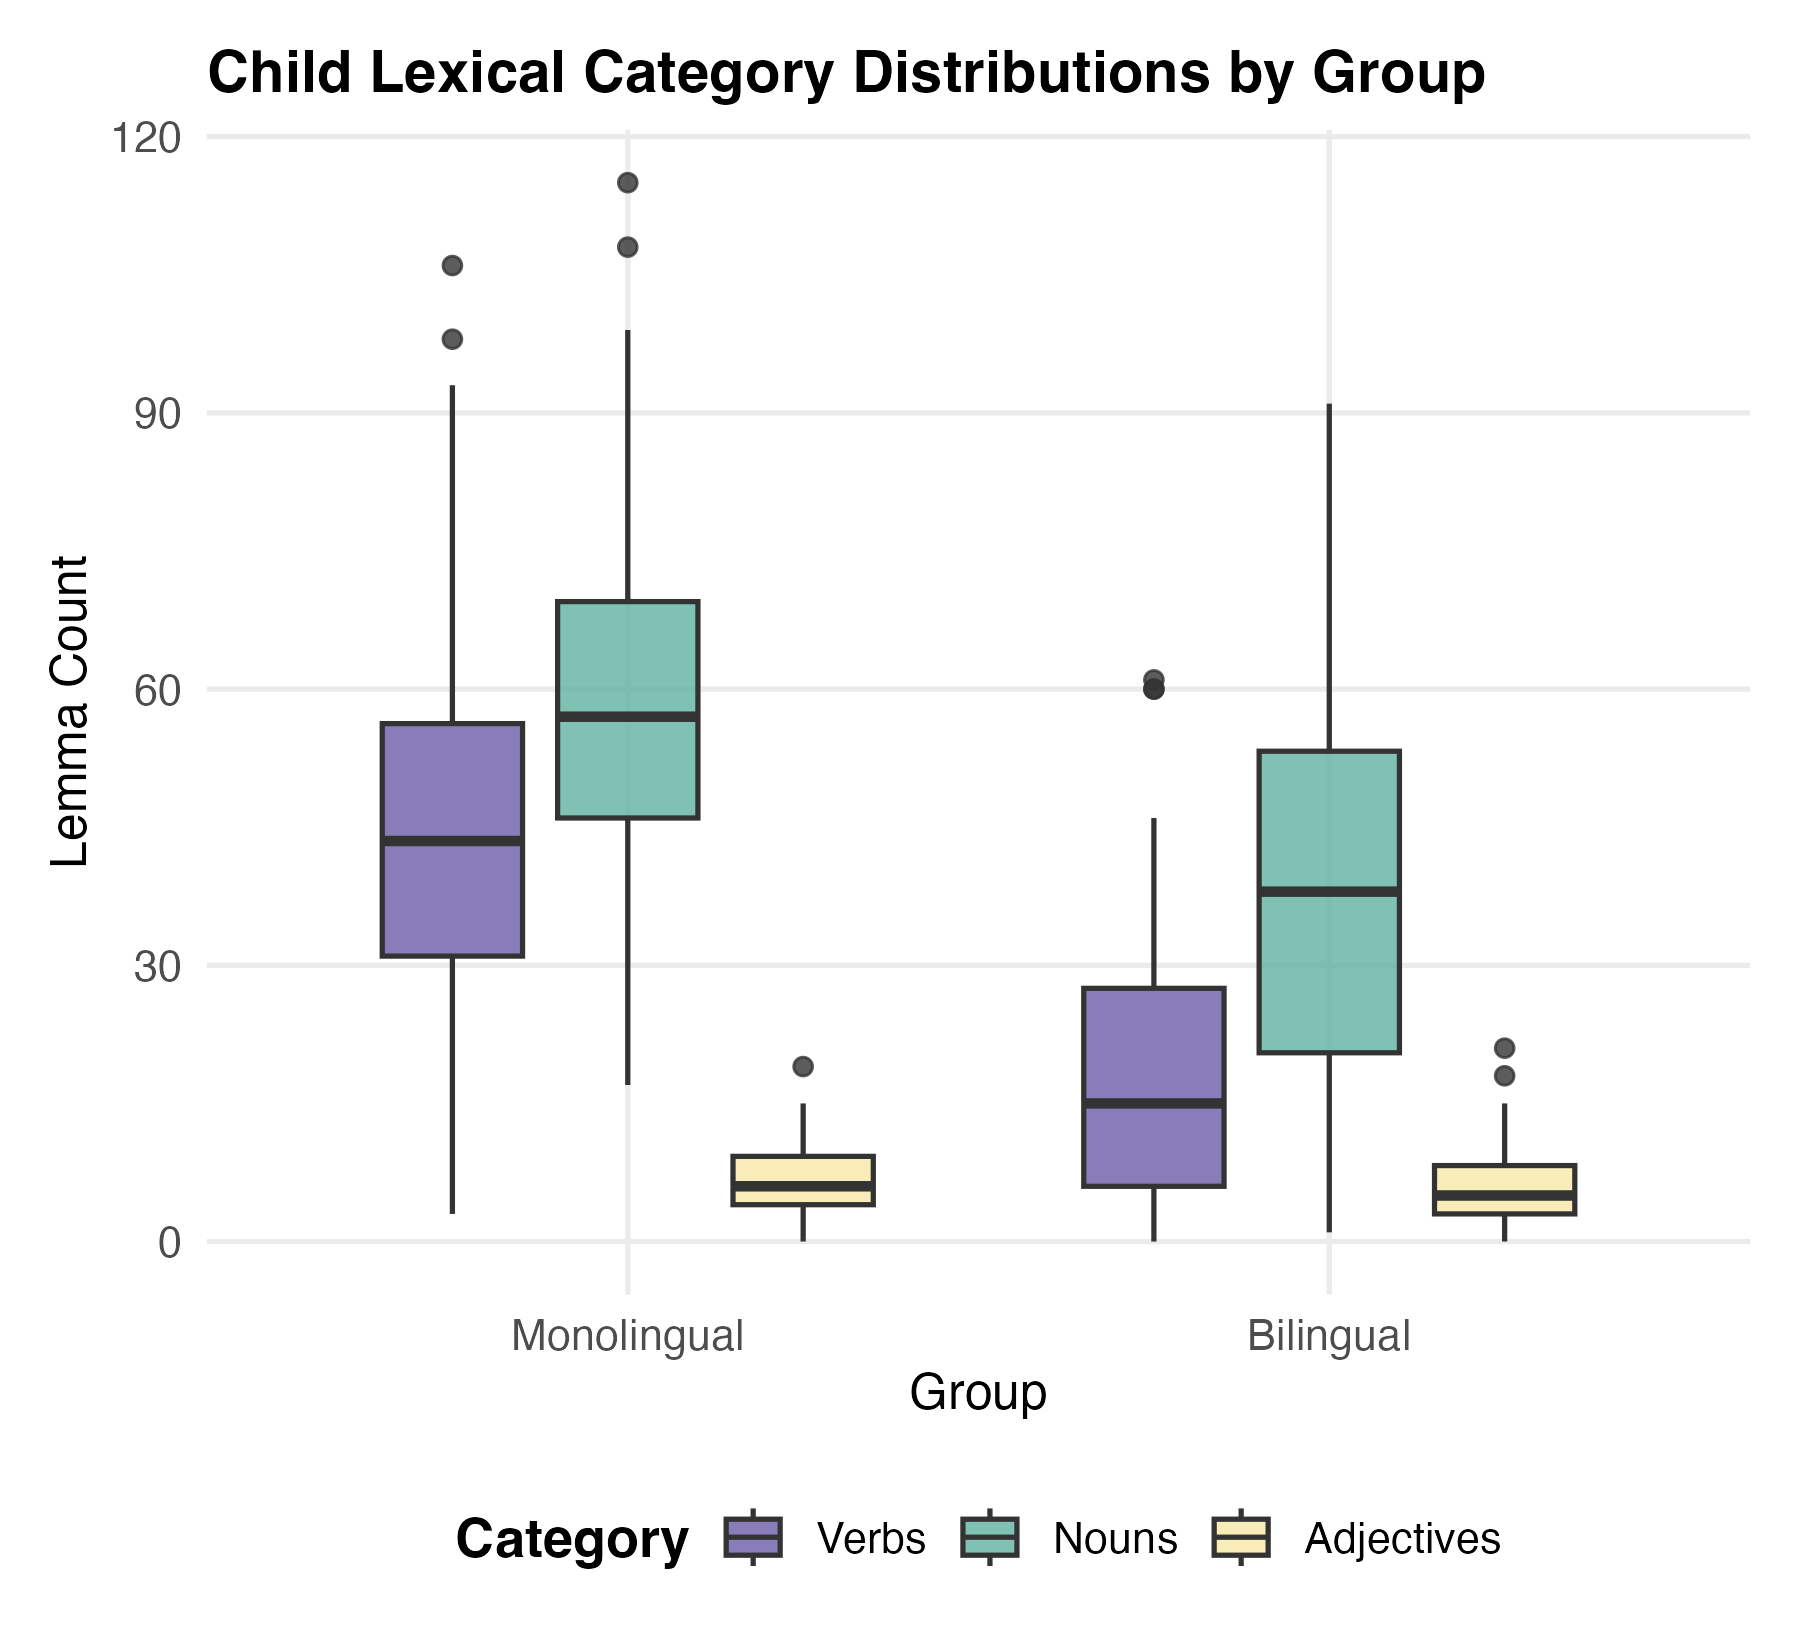 Child Lexical Category Distributions by Group
120
90
60
30
0
Lemma Count
Monolingual Bilingual
Group
Category Verbs Nouns Adjectives